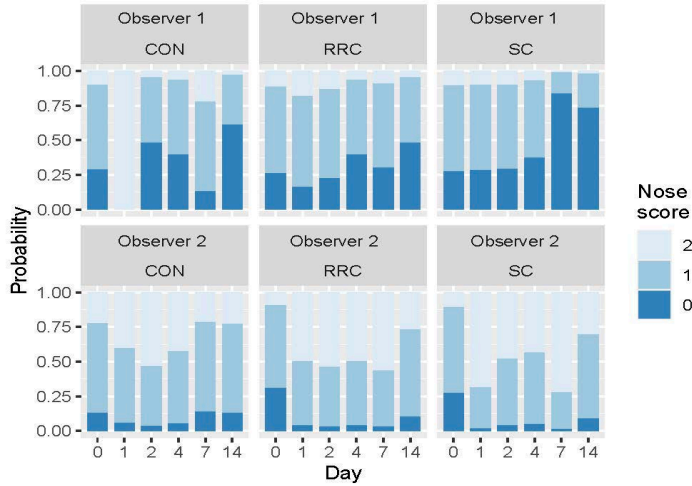 Observer 1 Observer 1 Observer 1
CON RRC SC
1.00
0.75
0.50
0.25
0.00
Observer 2 Observer 2 Observer 2
CON RRC SC
1.00
0.75
0.50
0.25
0.00
0 1 2 4 7 14 0 1 2 4 7 14 0 1 2 4 7 14
Day
Probability
Nose
score
2
1
0